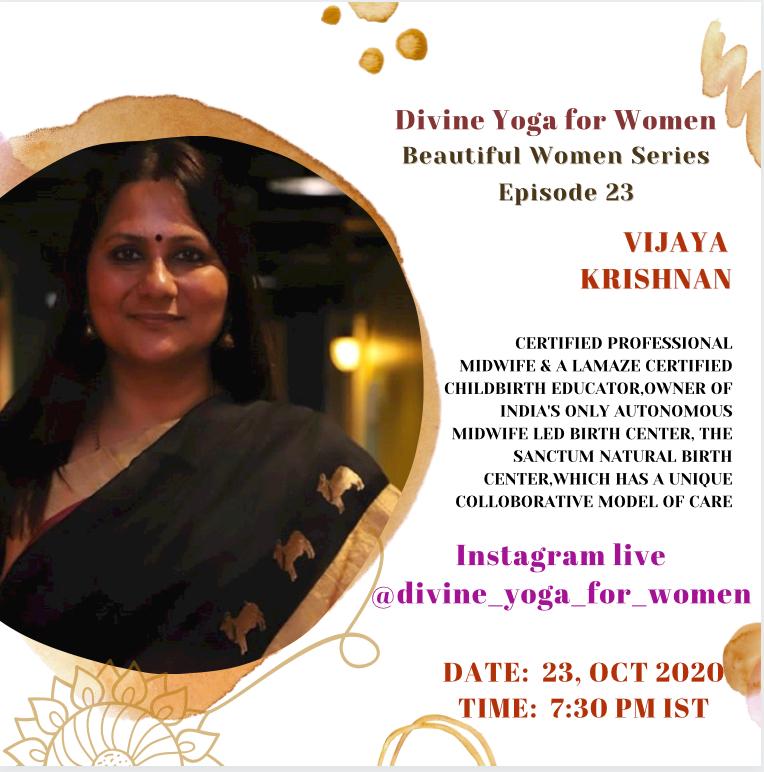 Divine Yoga for Women
Beautiful Women Series
Episode 23
VIJAYA
KRISHNAN
CERTIFIED PROFESSIONAL
MIDWIFE & A LAMAZE CERTIFIED
CHILDBIRTH EDUCATOR,OWNER OF
INDIA'S ONLY AUTONOMOUS
MIDWIFE LED BIRTH CENTER, THE
SANCTUM NATURAL BIRTH
CENTER,WHICH HAS A UNIQUE
COLLOBORATIVE MODEL OF CARE
Instagram live
@divine_yoga_for_women
DATE: 23, OCT 2020
TIME: 7:30 PM IST